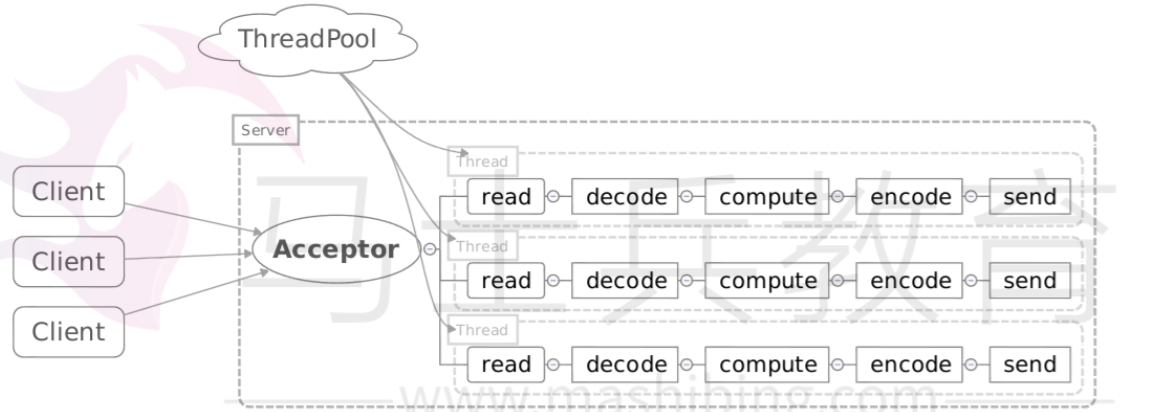 ThreadPool
Server
Client
Client
Client
Acceptor
Thread
read decode compute encode send
Thread
read decode compute encode send
Thread
read decode compute encode send
马士兵教育
www.mashibing.com